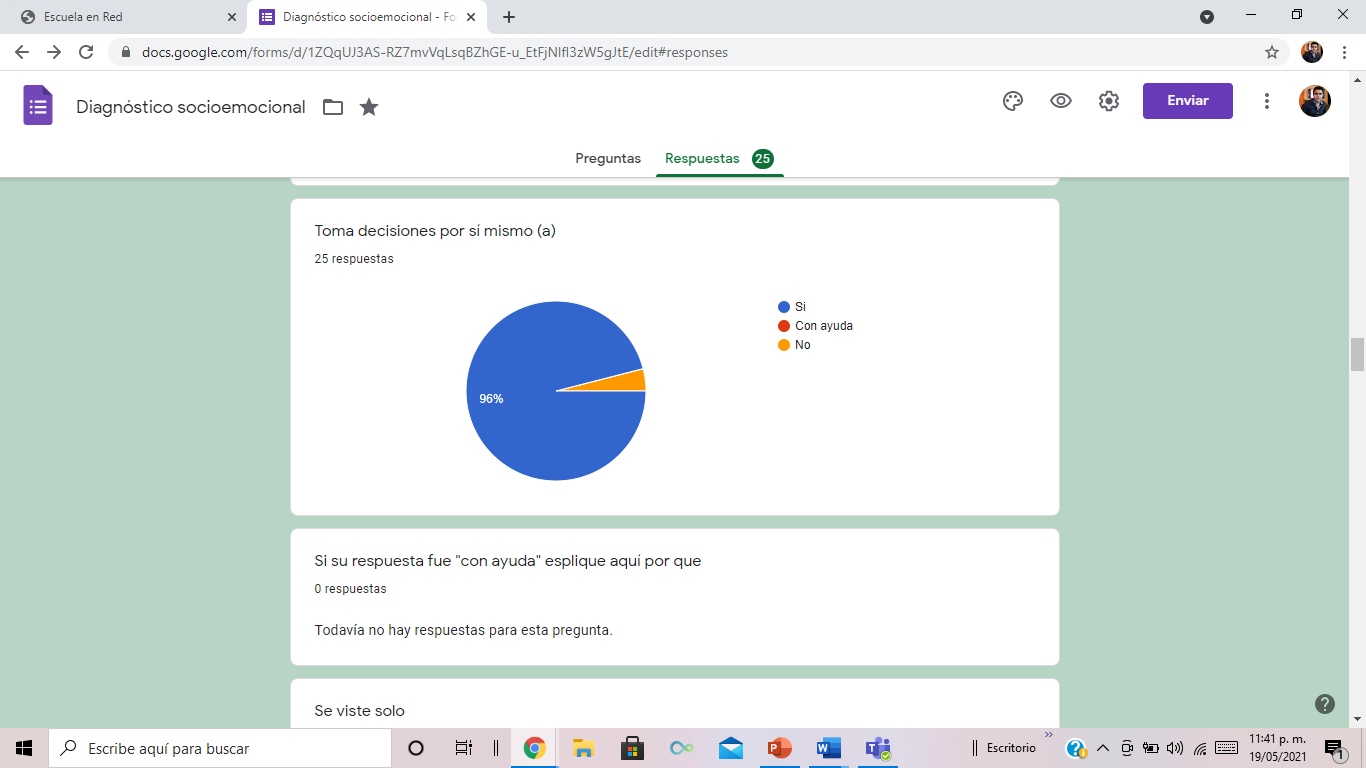 Escuela en Red
Diagnóstico socioemocional - Fo
docs.google.com/forms/d/1ZQqUJ3AS-RZ7mvVqLsqBZhGE-u_EtFjNIfI3zW5gJtE/edit#responses
Diagnóstico socioemocional
Enviar
Preguntas
Respuestas 25
Toma decisiones por sí mismo (a)
25 respuestas
Si
Con ayuda
No
96%
Si su respuesta fue "con ayuda" esplique aquí por que
0 respuestas
Todavía no hay respuestas para esta pregunta.
Se viste solo
Escribe aquí para buscar
Escritorio
11:41 p. m.
19/05/2021
1